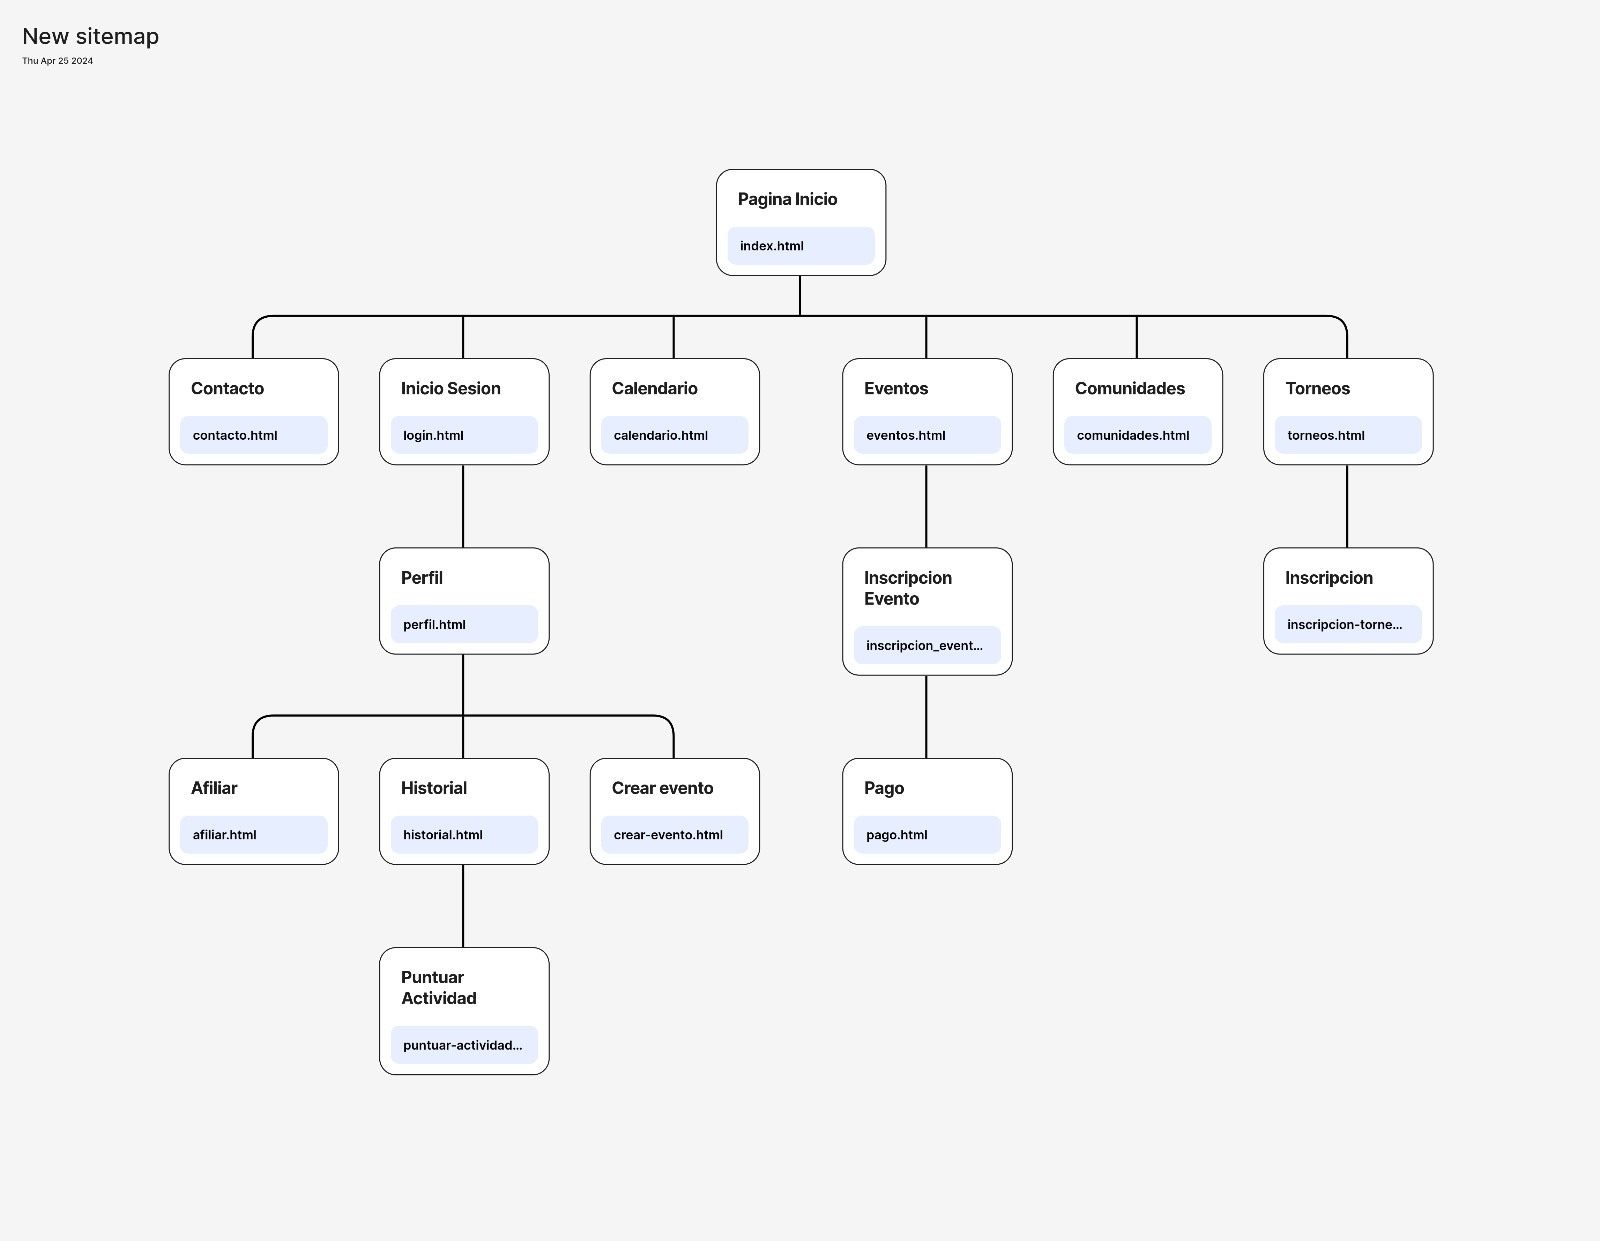 New sitemap
Thu Apr 25 2024
Pagina Inicio
index.html
Contacto
contacto.html
Inicio Sesion
login.html
Calendario
calendario.html
Eventos
eventos.html
Comunidades
comunidades.html
Torneos
torneos.html
Perfil
perfil.html
Inscripcion
Evento
inscripcion_event...
Inscripcion
inscripcion-torne...
Afiliar
afiliar.html
Historial
historial.html
Crear evento
crear-evento.html
Pago
pago.html
Puntuar
Actividad
puntuar-actividad...